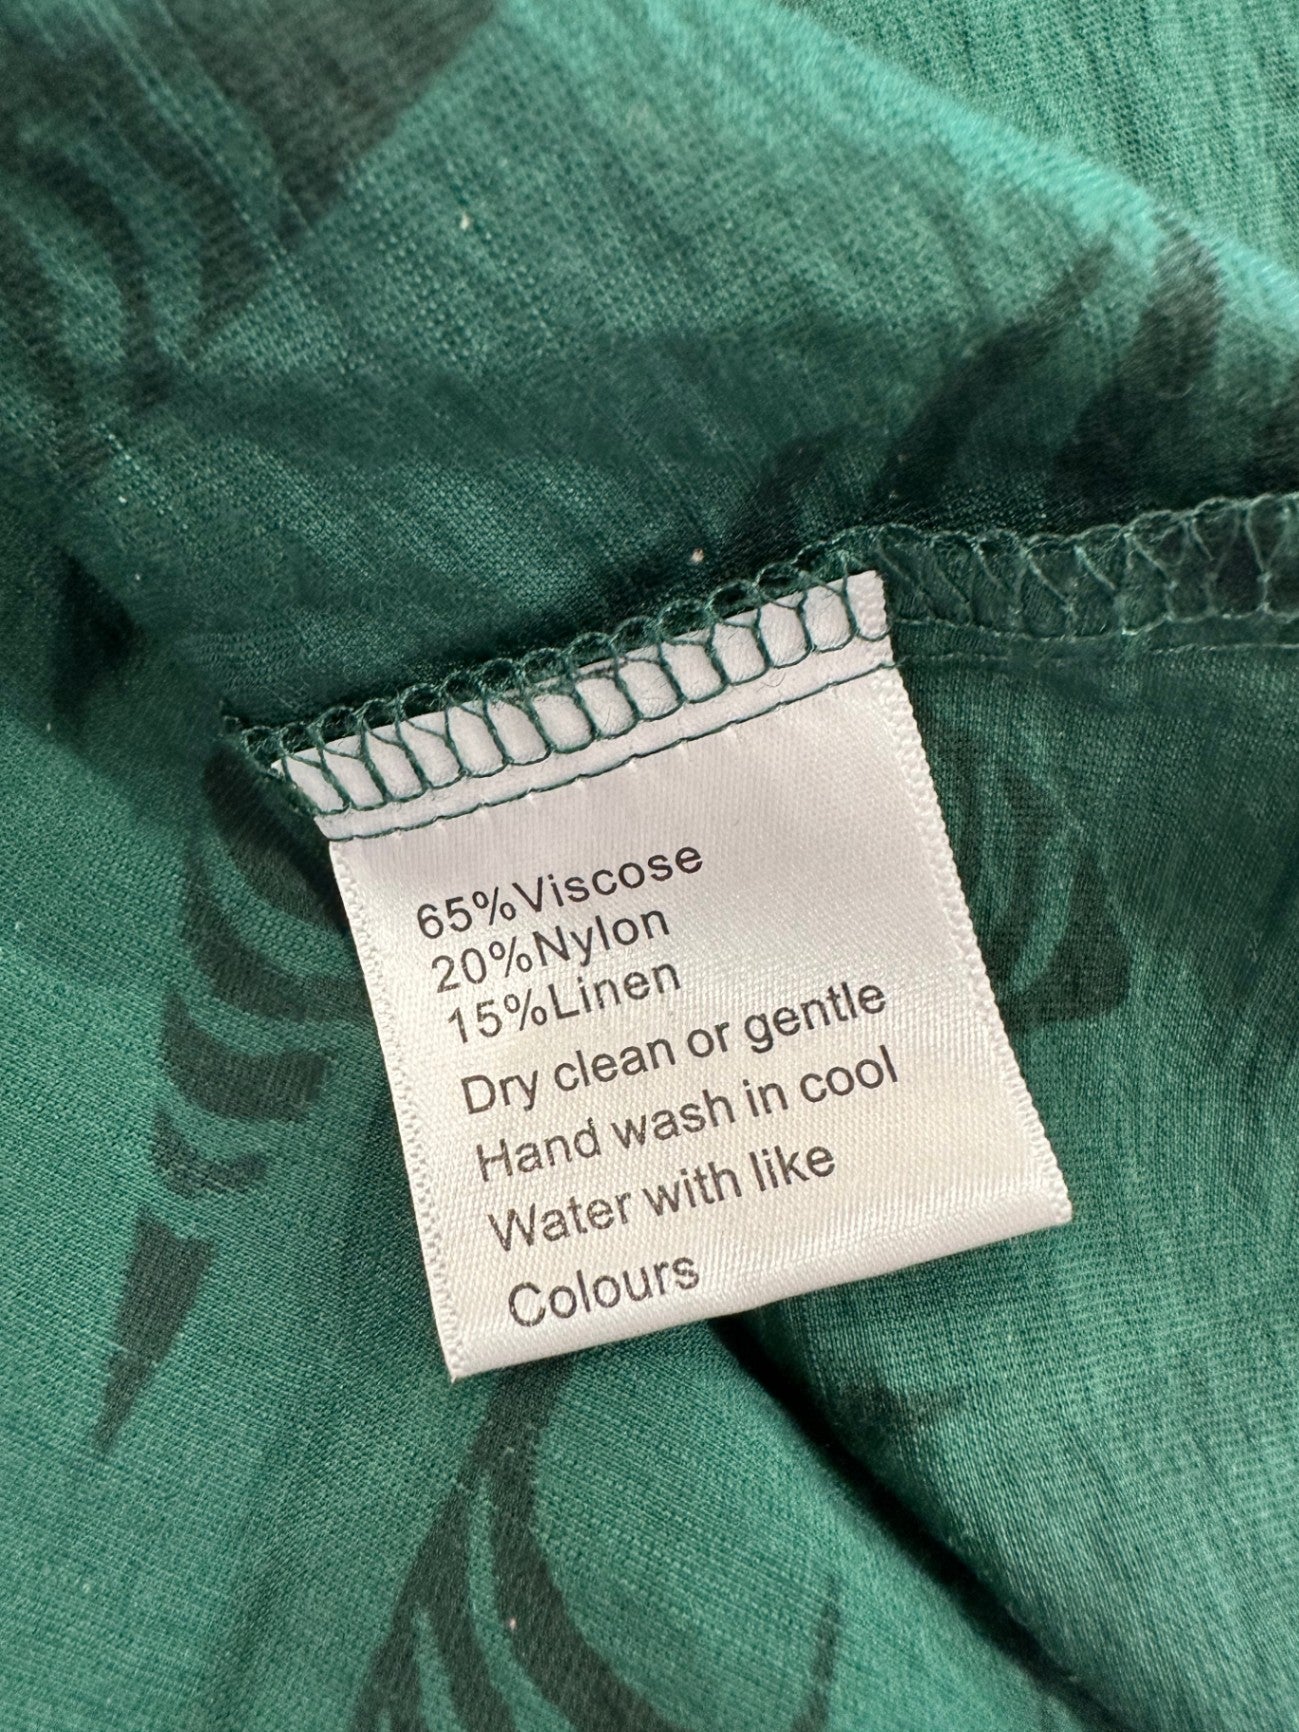 65%Viscose
20%Nylon
15%Linen
Dry clean or gentle
Hand wash in cool
Water with like
Colours